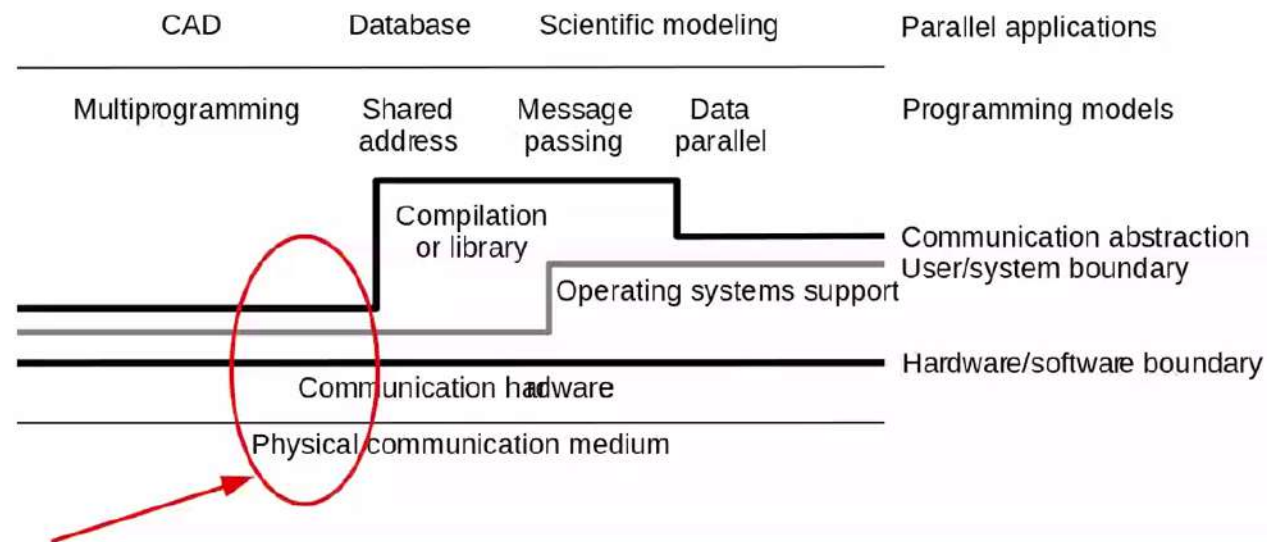 CAD Database Scientific modeling Parallel applications
Multiprogramming Shared address Message passing Data parallel Programming models
Compilation
or library
Communication abstraction
User/system boundary
Operating systems support
Hardware/software boundary
Communication hardware
Physical communication medium